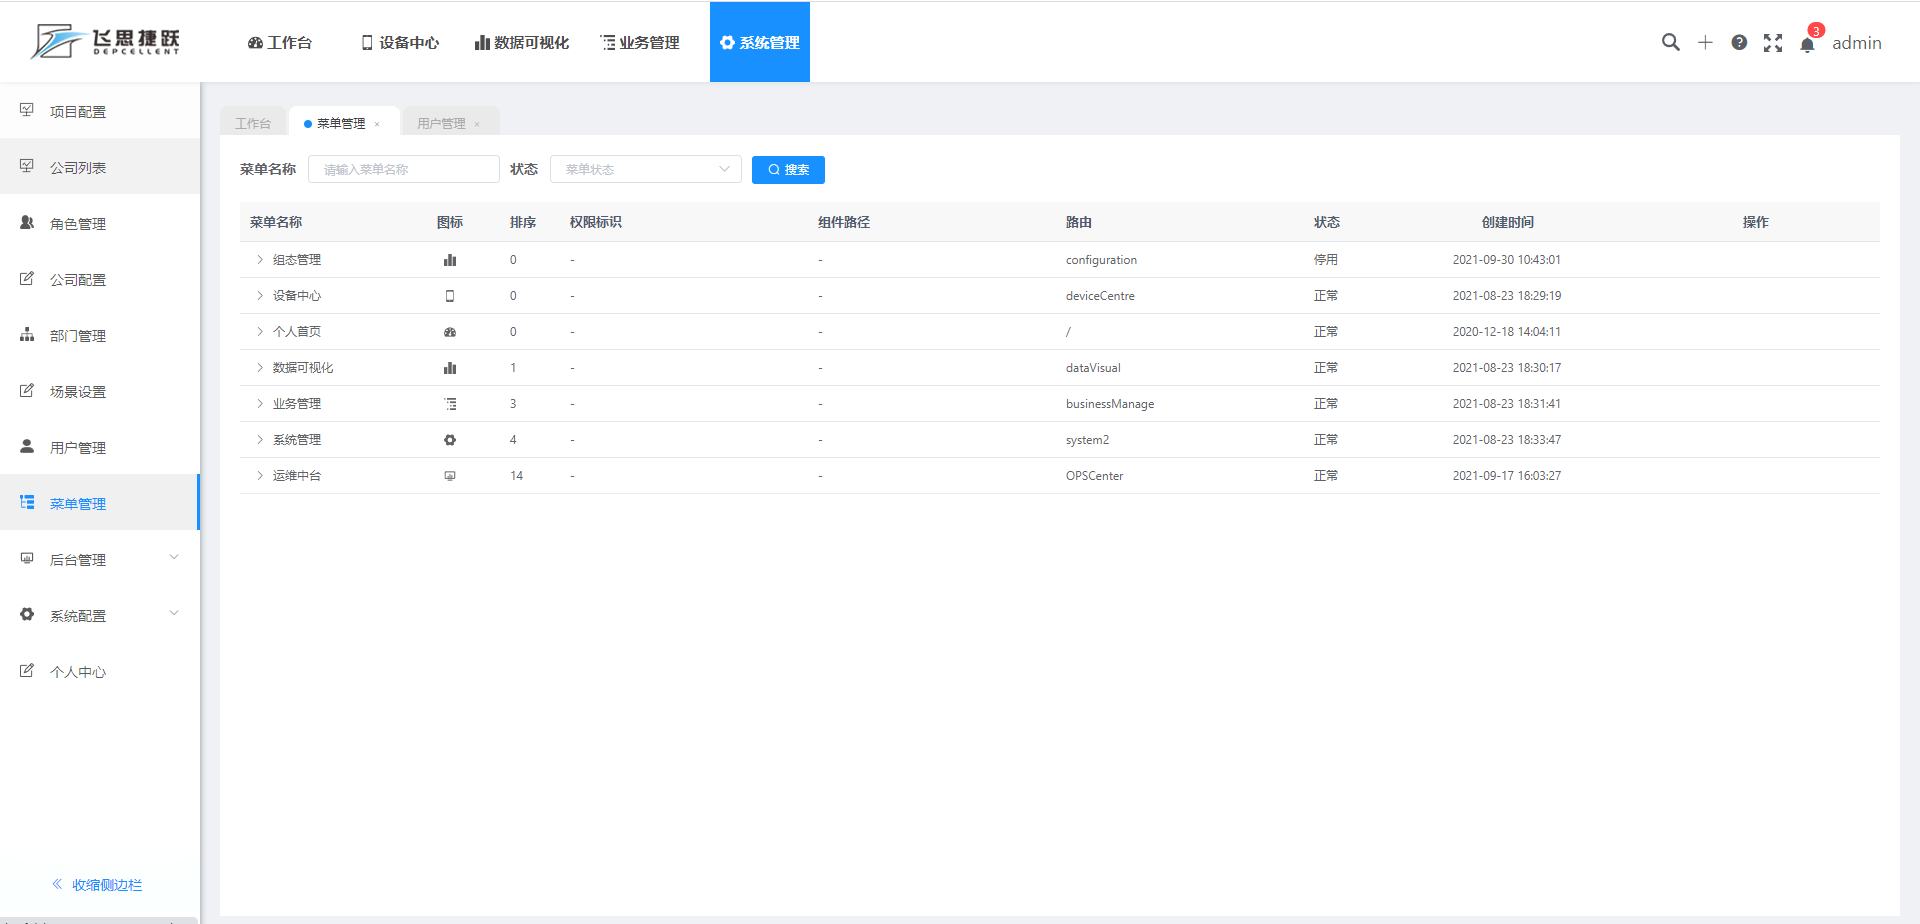 飞思捷跃
DEPCELLENT
工作台
设备中心
数据可视化
业务管理
系统管理
3
admin
项目配置
公司列表
角色管理
公司配置
部门管理
场景设置
用户管理
菜单管理
后台管理
系统配置
个人中心
收缩侧边栏
工作台 菜单管理 × 用户管理 ×
菜单名称 请输入菜单名称 状态 菜单状态 搜索
菜单名称 图标 排序 权限标识 组件路径 路由 状态 创建时间 操作
组态管理 0 - - configuration 停用 2021-09-30 10:43:01
设备中心 0 - - deviceCentre 正常 2021-08-23 18:29:19
个人首页 0 - - / 正常 2020-12-18 14:04:11
数据可视化 1 - - dataVisual 正常 2021-08-23 18:30:17
业务管理 3 - - businessManage 正常 2021-08-23 18:31:41
系统管理 4 - - system2 正常 2021-08-23 18:33:47
运维中台 14 - - OPSCenter 正常 2021-09-17 16:03:27